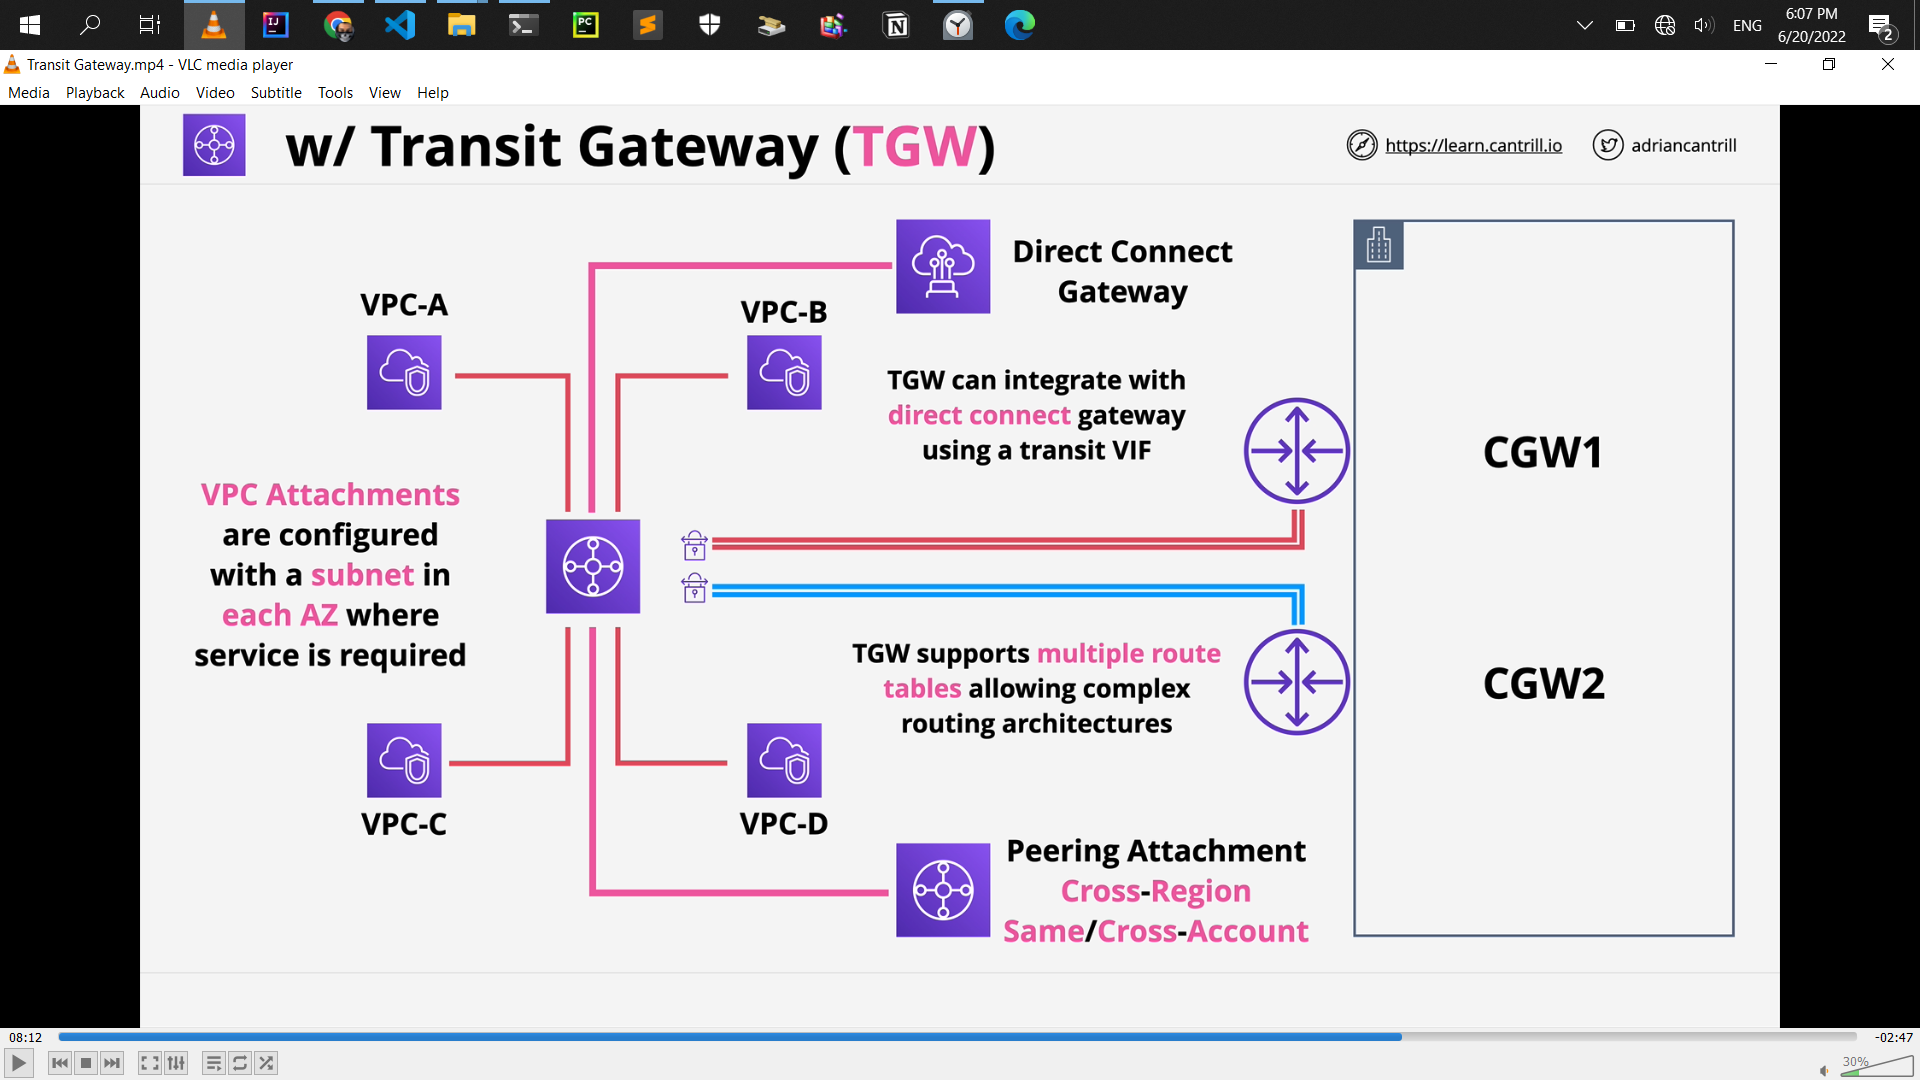 ENG
6:07 PM
6/20/2022
2
Transit Gateway.mp4 - VLC media player
Media Playback Audio Video Subtitle Tools View Help
w/ Transit Gateway (TGW)
https://learn.cantrill.io
adriancantrill
Direct Connect
Gateway
VPC-A
VPC-B
TGW can integrate with
direct connect gateway
using a transit VIF
CGW1
VPC Attachments
are configured
with a subnet in
each AZ where
service is required
TGW supports multiple route
tables allowing complex
routing architectures
CGW2
VPC-C
VPC-D
Peering Attachment
Cross-Region
Same/Cross-Account
08:12
-02:47
30%
IJ
PC